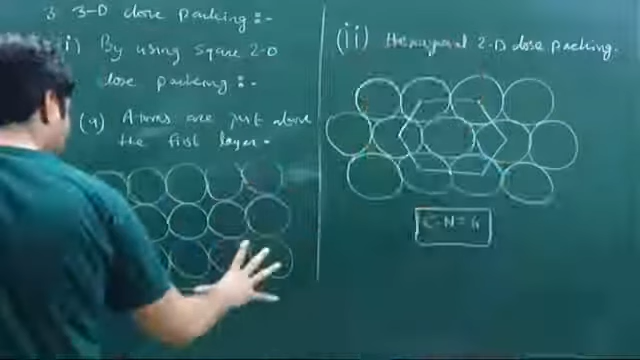 3 3-D close packing :-
i) By using sqare 2-D
close packing :-
(a) Atoms are just above
the first layer -
(ii) Hexagonal 2-D close packing.
C-N = 6